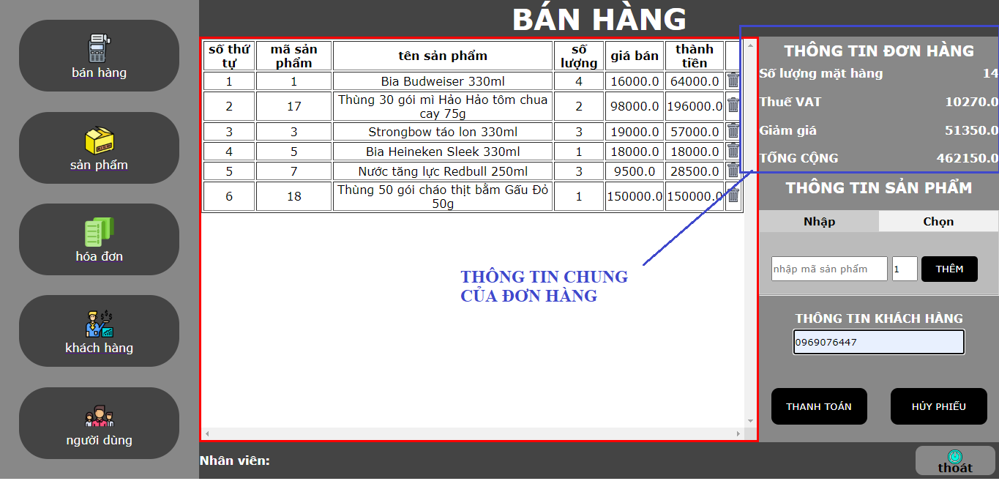 BÁN HÀNG
bán hàng
sản phẩm
hóa đơn
khách hàng
người dùng
số thứ tự mã sản phẩm tên sản phẩm số lượng giá bán thành tiền
1 1 Bia Budweiser 330ml 4 16000.0 64000.0
2 17 Thùng 30 gói mì Hảo Hảo tôm chua cay 75g 2 98000.0 196000.0
3 3 Strongbow táo lon 330ml 3 19000.0 57000.0
4 5 Bia Heineken Sleek 330ml 1 18000.0 18000.0
5 7 Nước tăng lực Redbull 250ml 3 9500.0 28500.0
6 18 Thùng 50 gói cháo thịt bằm Gấu Đỏ 50g 1 150000.0 150000.0
THÔNG TIN CHUNG
CỦA ĐƠN HÀNG
THÔNG TIN ĐƠN HÀNG
Số lượng mặt hàng 14
Thuế VAT 10270.0
Giảm giá 51350.0
TỔNG CỘNG 462150.0
THÔNG TIN SẢN PHẨM
Nhập Chọn
nhập mã sản phẩm 1 THÊM
THÔNG TIN KHÁCH HÀNG
0969076447
THANH TOÁN HỦY PHIẾU
Nhân viên:
thoát